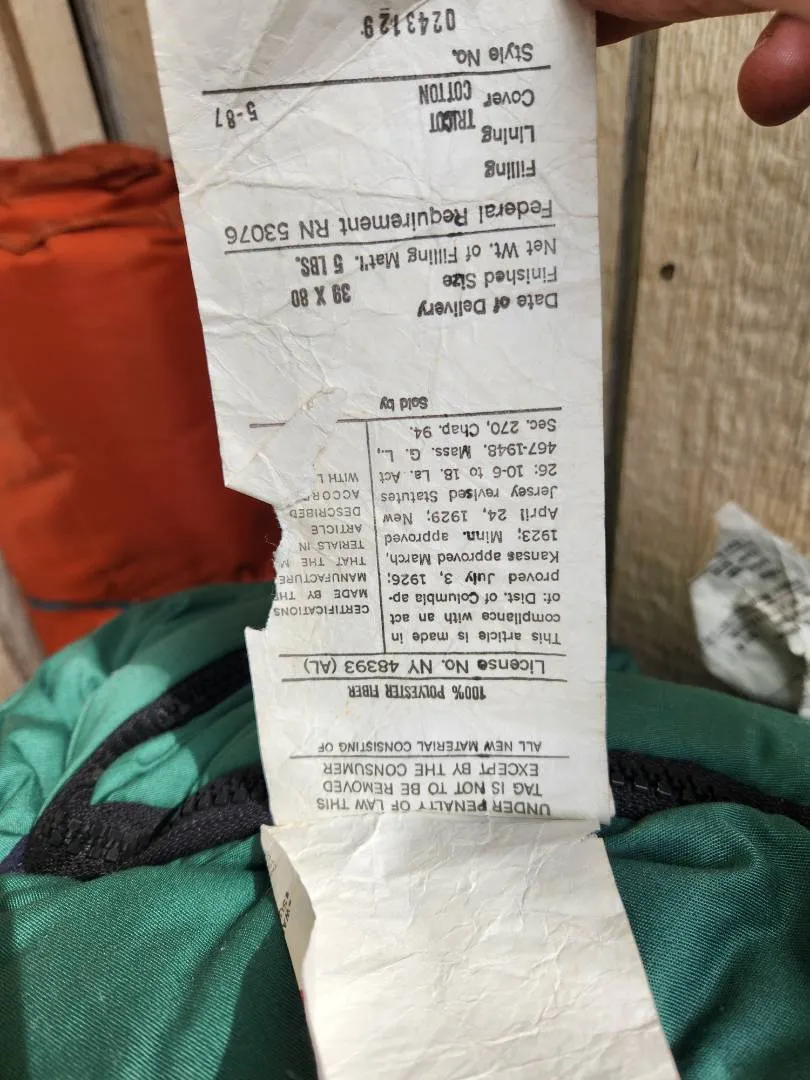 UNDER PENALTY OF LAW THIS
TAG IS NOT TO BE REMOVED
EXCEPT BY THE CONSUMER
ALL NEW MATERIAL CONSISTING OF
100% POLYESTER FIBER
License No. NY 48393 (AL)
This article is made in
compliance with an act
of: Dist. of Columbia ap-
proved July 3, 1926;
Kansas approved March,
1923; Minn. approved
April 24, 1929; New
Jersey revised Statutes
26: 10-6 to 18. La. Act
467-1948. Mass. G. L.,
Sec. 270, Chap. 94.
CERTIFICATIONS
MADE BY
MANUFACTURE
THAT THE
TERIALS IN
ARTICLE
DESCRIBED
WITH
Sold by
Date of Delivery
Finished Size 39 X 80
Net Wt. of Filling Mat'l. 5 LBS.
Federal Requirement RN 53076
Filling
Lining TRICOT
Cover COTTON 5-87
Style No.
0243129